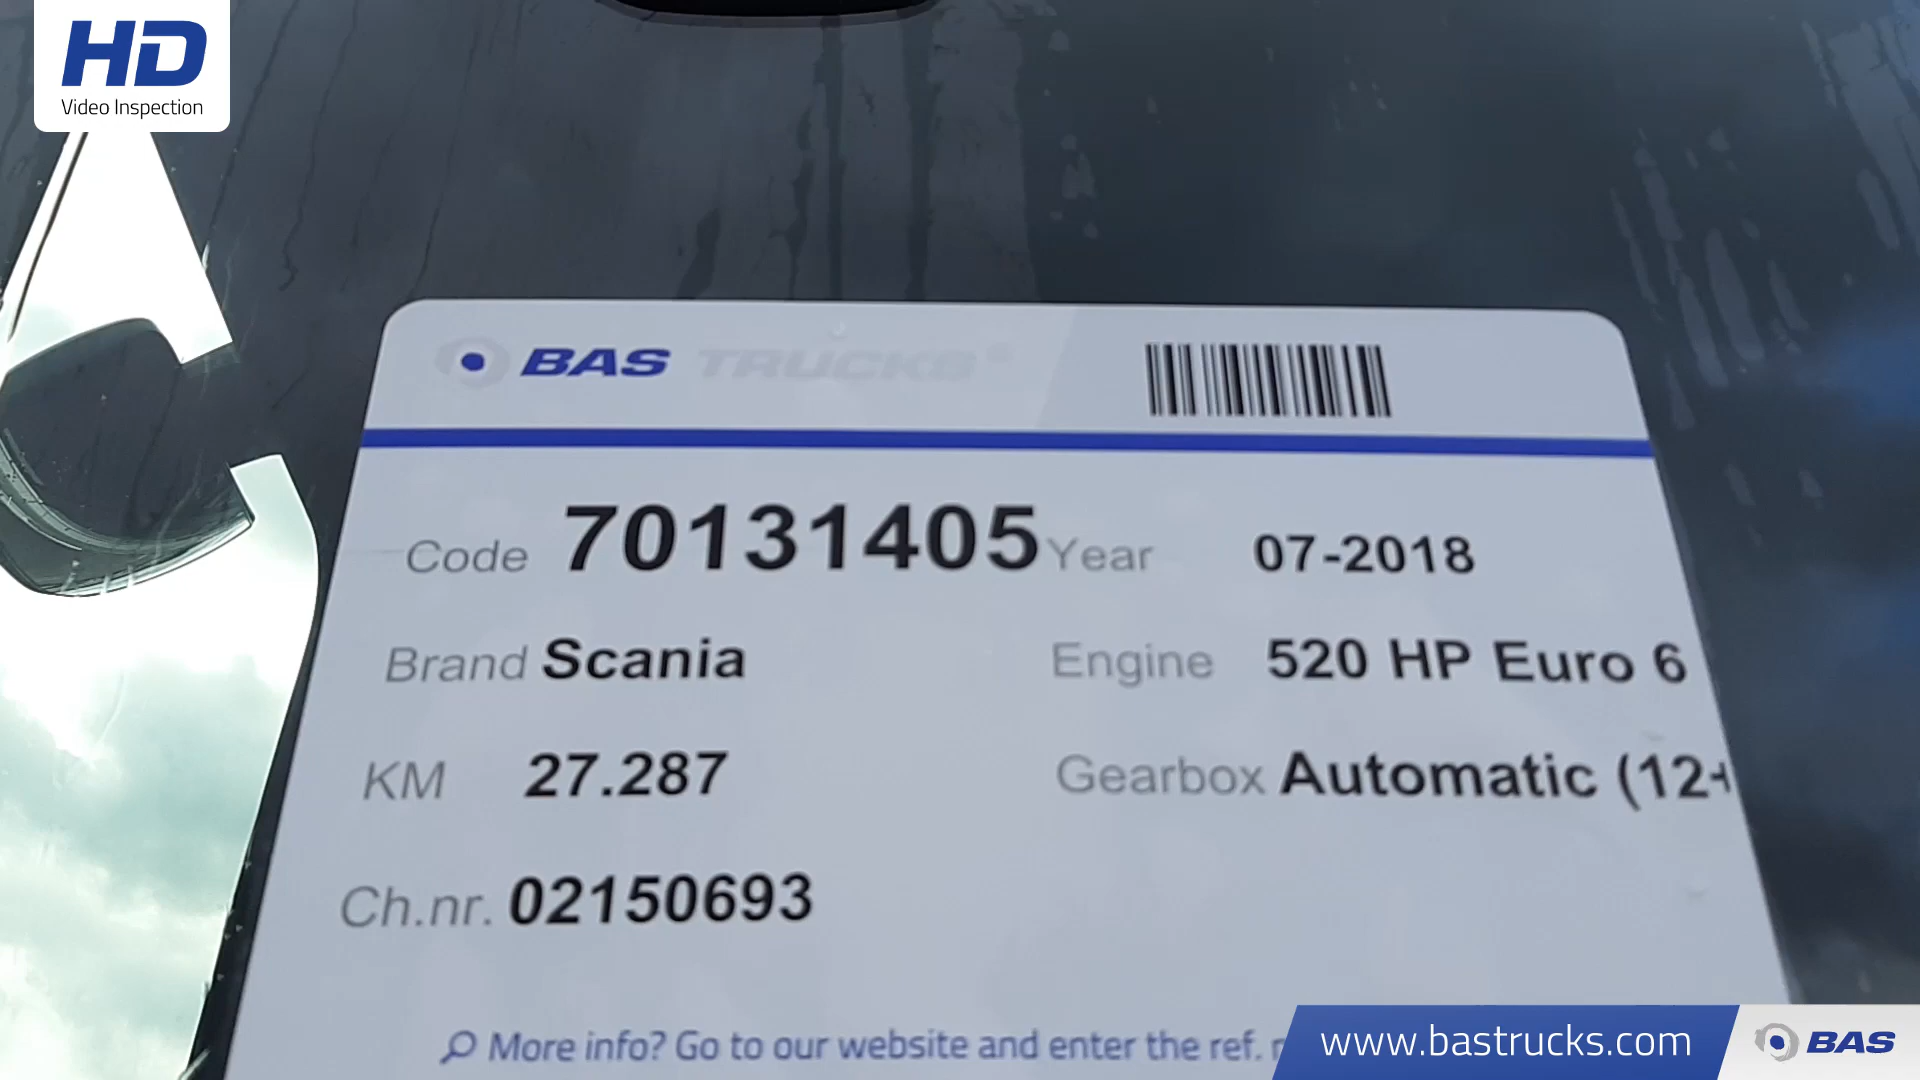 HD
Video Inspection
BAS TRUCKS
Code 70131405 Year 07-2018
Brand Scania Engine 520 HP Euro 6
KM 27.287 Gearbox Automatic (12+
Ch.nr. 02150693
More info? Go to our website and enter the ref.
www.bastrucks.com BAS